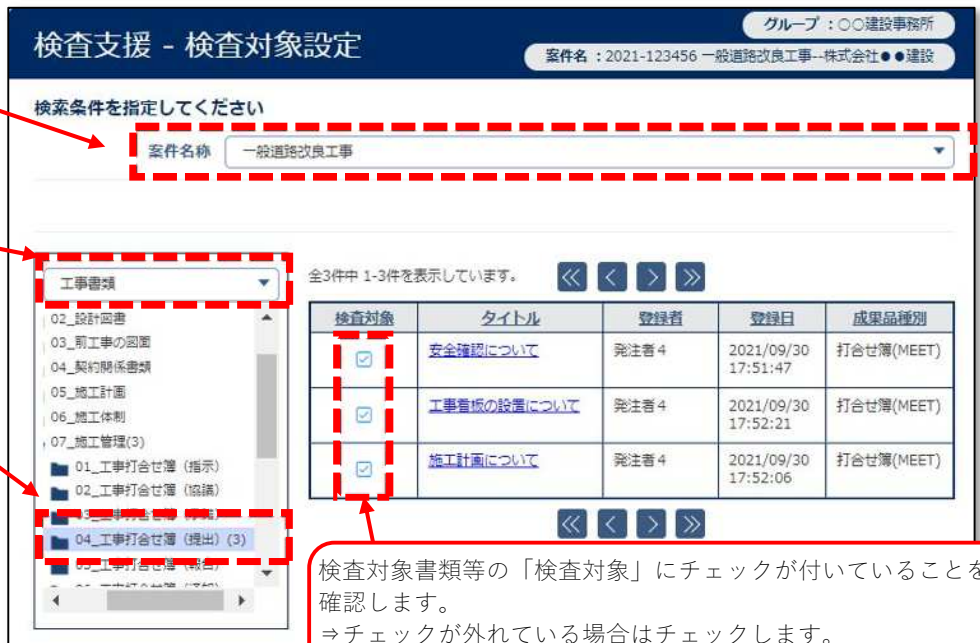 グループ ：○○建設事務所
検査支援 - 検査対象設定
案件名 ：2021-123456 一般道路改良工事--株式会社●●建設
検索条件を指定してください
案件名称 一般道路改良工事
工事書類
02_設計図書
03_前工事の図面
04_契約関係書類
05_施工計画
06_施工体制
07_施工管理(3)
01_工事打合せ簿（指示）
02_工事打合せ簿（協議）
04_工事打合せ簿（提出）(3)
05_工事打合せ簿（報告）
全3件中 1-3件を表示しています。
検査対象 タイトル 登録者 登録日 成果品種別
安全確認について 発注者４ 2021/09/30 打合せ簿(MEET)
17:51:47
工事看板の設置について 発注者４ 2021/09/30 打合せ簿(MEET)
17:52:21
施工計画について 発注者４ 2021/09/30 打合せ簿(MEET)
17:52:06
検査対象書類等の「検査対象」にチェックが付いていることを
確認します。
⇒チェックが外れている場合はチェックします。